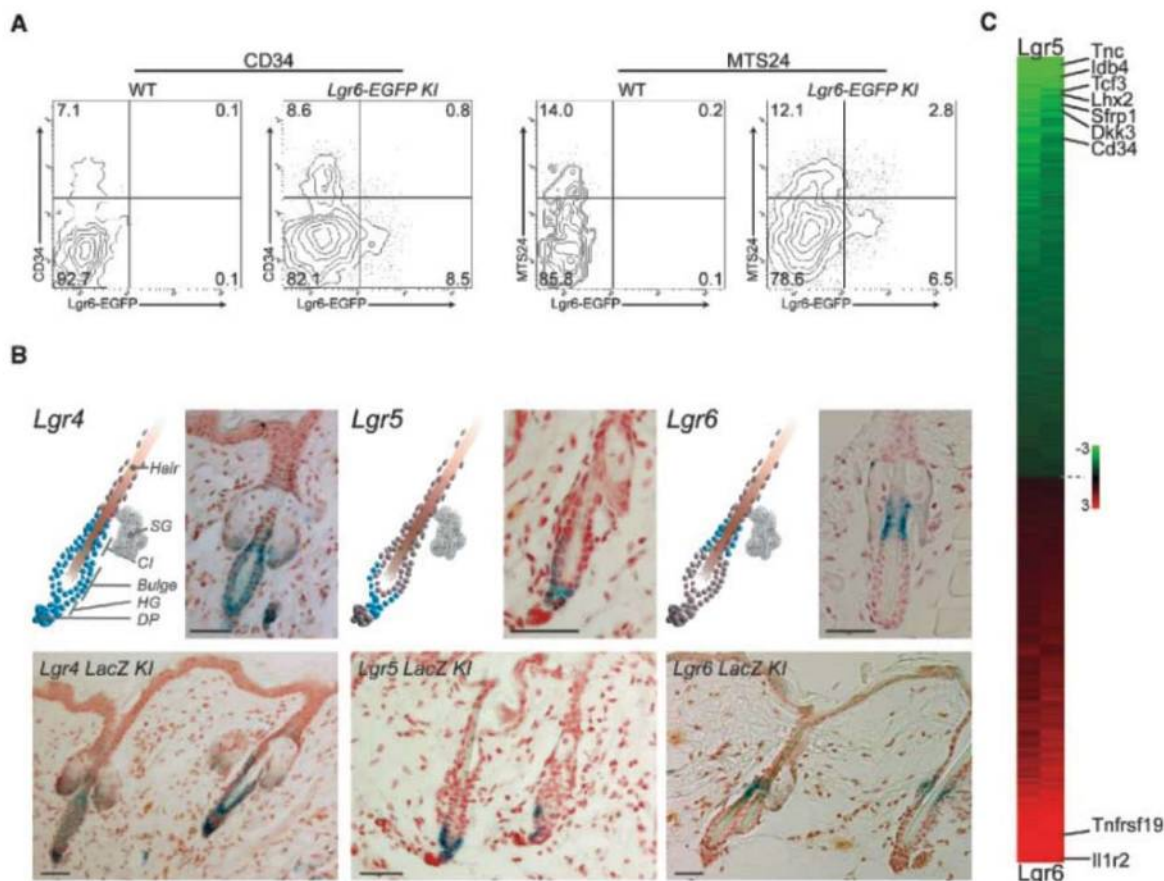 A
CD34
WT
Lgr6-EGFP KI
7.1
0.1
92.7
0.1
CD34
Lgr6-EGFP
8.6
0.8
82.1
8.5
CD34
Lgr6-EGFP
MTS24
WT
Lgr6-EGFP KI
14.0
0.2
85.8
0.1
MTS24
Lgr6-EGFP
12.1
2.8
78.6
6.5
MTS24
Lgr6-EGFP
B
Lgr4
Hair
SG
CI
Bulge
HG
DP
Lgr5
Lgr6
Lgr4 LacZ KI
Lgr5 LacZ KI
Lgr6 LacZ KI
C
Lgr5
Tnc
Idb4
Tcf3
Lhx2
Sfrp1
Dkk3
Cd34
-3
3
Tnfrsf19
Il1r2
Lgr6